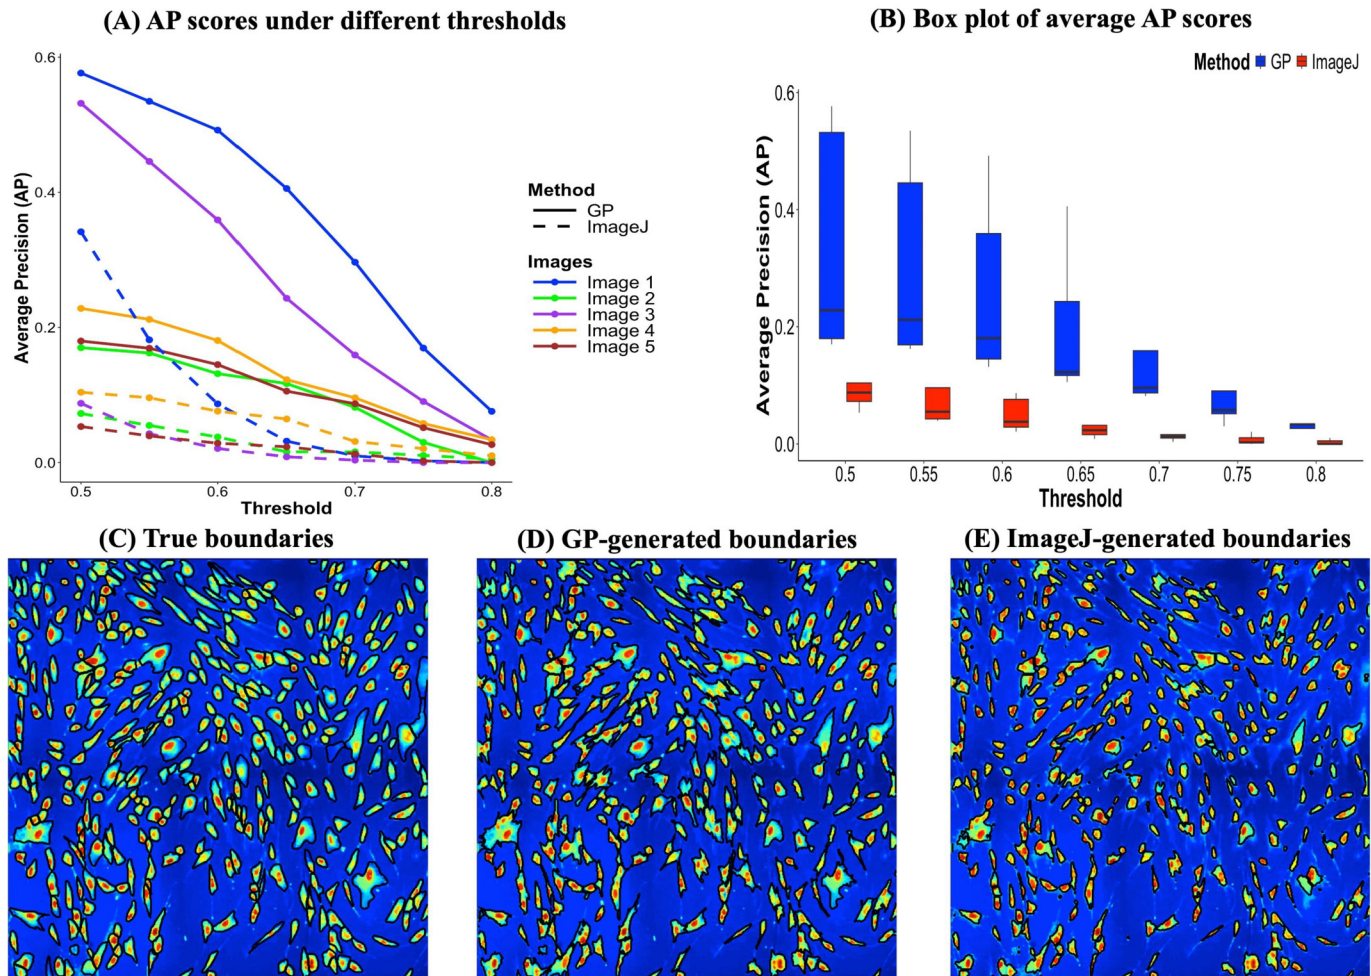 (A) AP scores under different thresholds
0.6
0.4
0.2
0.0
Average Precision (AP)
0.5
0.6
0.7
0.8
Threshold
Method
GP
ImageJ
Images
Image 1
Image 2
Image 3
Image 4
Image 5
(B) Box plot of average AP scores
Method GP ImageJ
0.6
0.4
0.2
0.0
Average Precision (AP)
0.5
0.55
0.6
0.65
0.7
0.75
0.8
Threshold
(C) True boundaries
(D) GP-generated boundaries
(E) ImageJ-generated boundaries